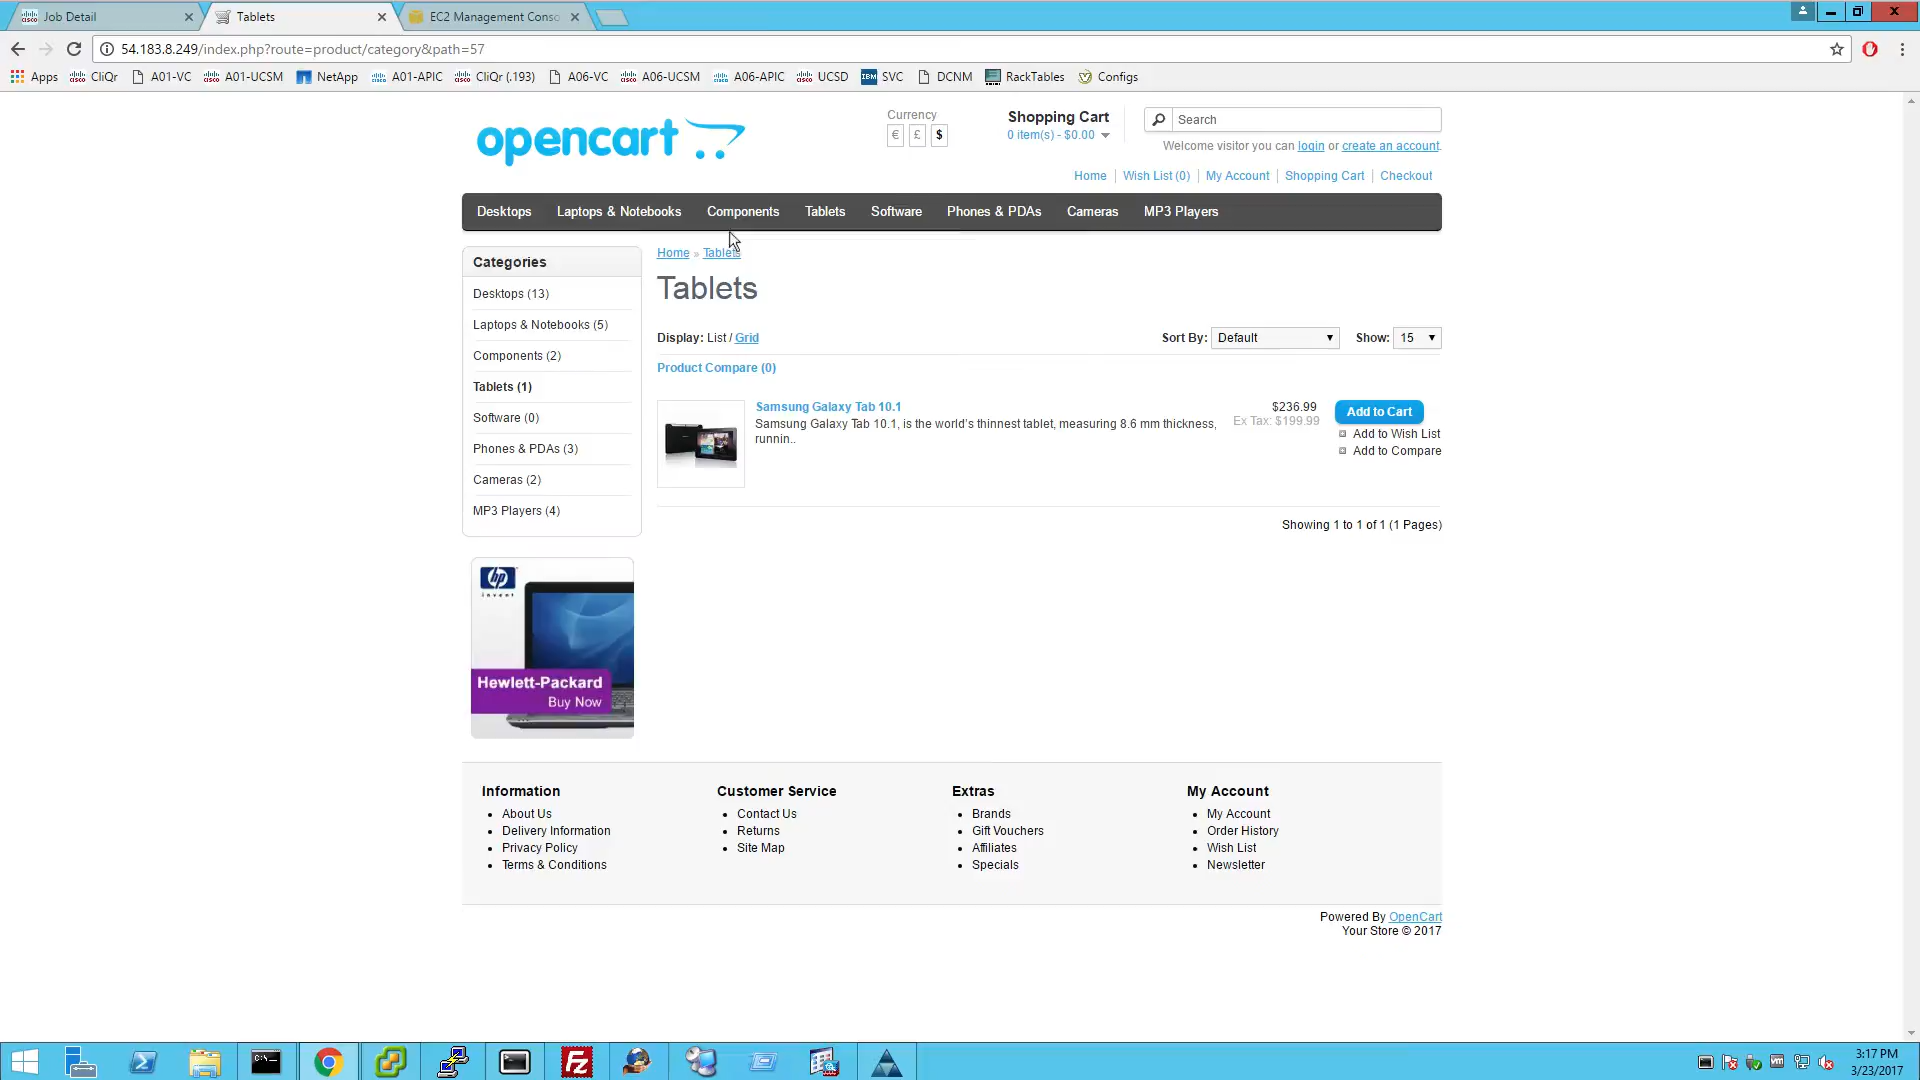 Job Detail
Tablets
EC2 Management Conso
54.183.8.249/index.php?route=product/category&path=57
Apps
CliQr
A01-VC
A01-UCSM
NetApp
A01-APIC
CliQr (.193)
A06-VC
A06-UCSM
A06-APIC
UCSD
SVC
DCNM
RackTables
Configs
opencart
Currency
€ £ $
Shopping Cart
0 item(s) - $0.00
Search
Welcome visitor you can login or create an account.
Home
Wish List (0)
My Account
Shopping Cart
Checkout
Desktops
Laptops & Notebooks
Components
Tablets
Software
Phones & PDAs
Cameras
MP3 Players
Categories
Desktops (13)
Laptops & Notebooks (5)
Components (2)
Tablets (1)
Software (0)
Phones & PDAs (3)
Cameras (2)
MP3 Players (4)
Home » Tablets
Tablets
Display: List / Grid
Sort By: Default
Show: 15
Product Compare (0)
Samsung Galaxy Tab 10.1
Samsung Galaxy Tab 10.1, is the world's thinnest tablet, measuring 8.6 mm thickness,
runnin..
$236.99
Ex Tax: $199.99
Add to Cart
Add to Wish List
Add to Compare
Showing 1 to 1 of 1 (1 Pages)
hp
invent
Hewlett-Packard
Buy Now
Information
About Us
Delivery Information
Privacy Policy
Terms & Conditions
Customer Service
Contact Us
Returns
Site Map
Extras
Brands
Gift Vouchers
Affiliates
Specials
My Account
My Account
Order History
Wish List
Newsletter
Powered By OpenCart
Your Store © 2017
3:17 PM
3/23/2017